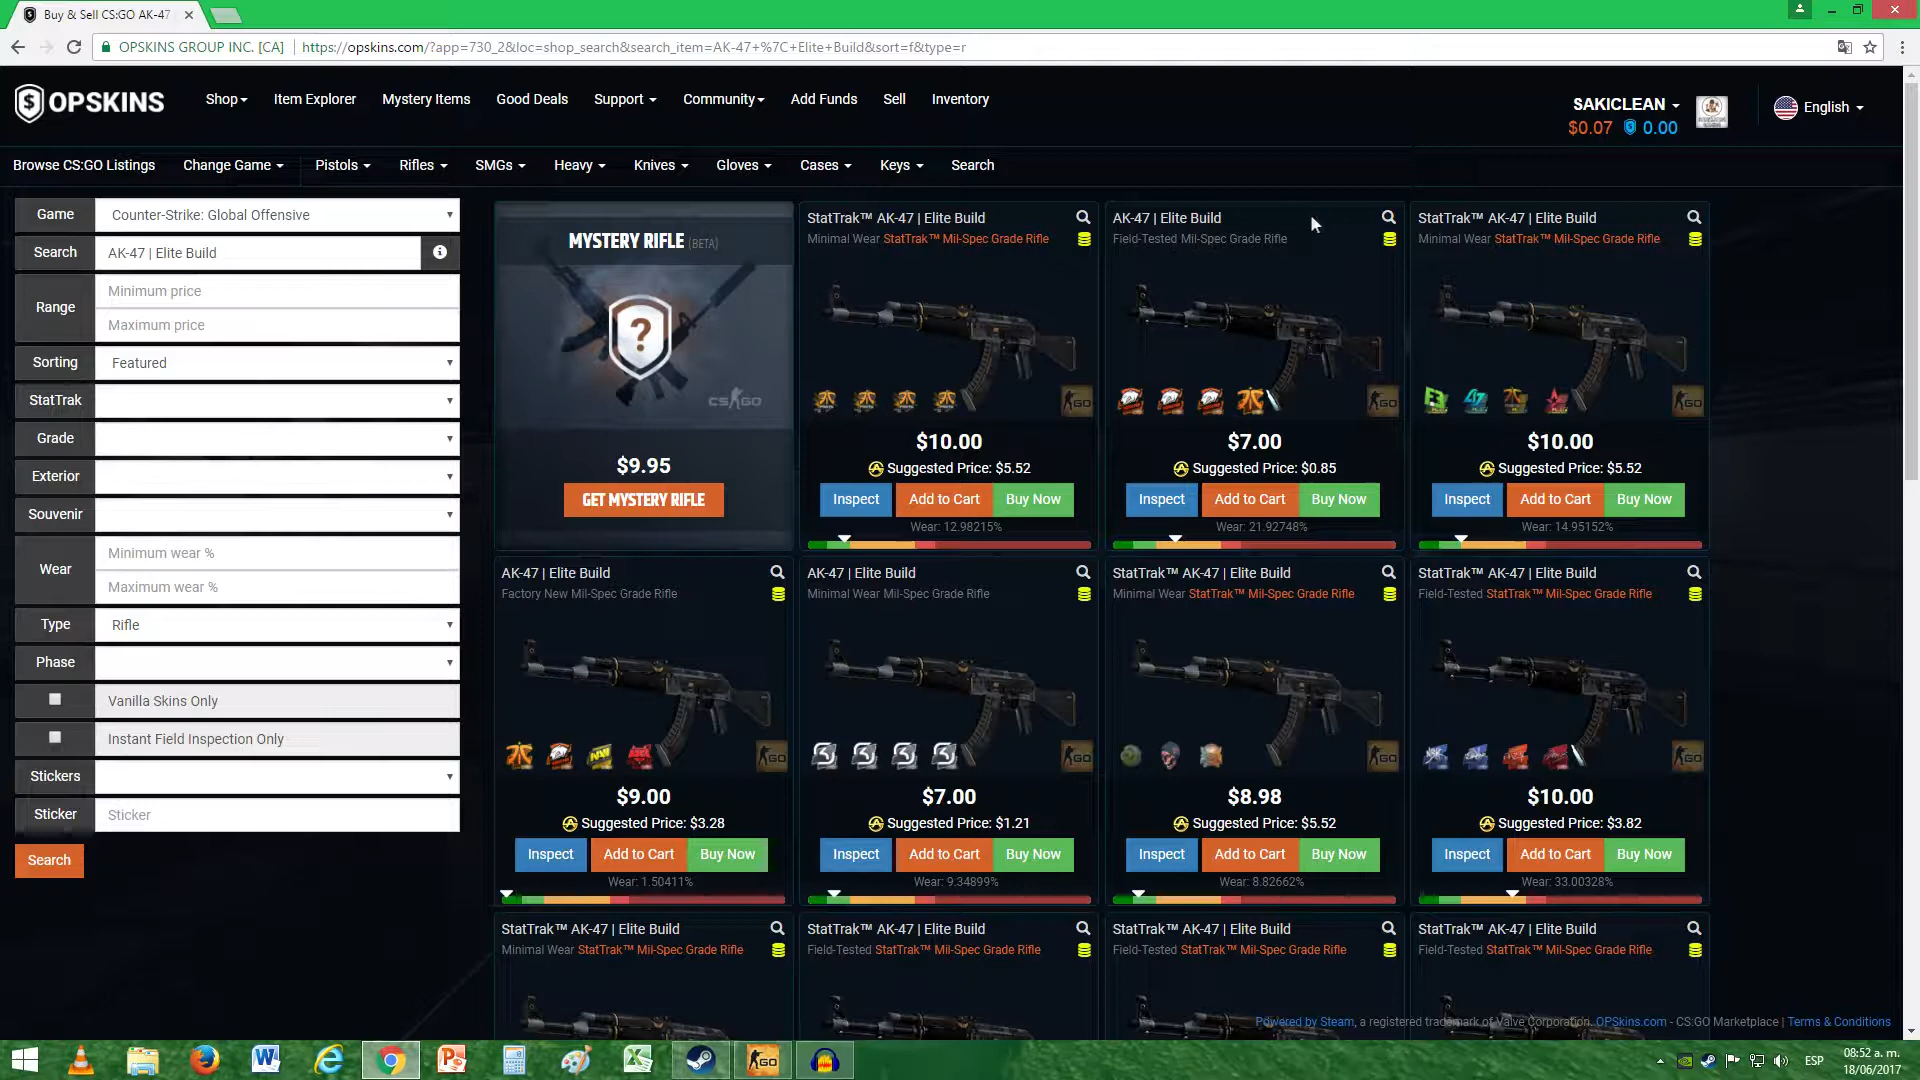 Buy & Sell CS:GO AK-47
OPSKINS GROUP INC. [CA] https://opskins.com/?app=730_2&loc=shop_search&search_item=AK-47+%7C+Elite+Build&sort=f&type=r
OPSKINS Shop Item Explorer Mystery Items Good Deals Support Community Add Funds Sell Inventory
SAKICLEAN English
$0.07 0.00
Browse CS:GO Listings Change Game Pistols Rifles SMGs Heavy Knives Gloves Cases Keys Search
Game Counter-Strike: Global Offensive
Search AK-47 | Elite Build
Range Minimum price
Maximum price
Sorting Featured
StatTrak
Grade
Exterior
Souvenir
Wear Minimum wear %
Maximum wear %
Type Rifle
Phase
Vanilla Skins Only
Instant Field Inspection Only
Stickers
Sticker Sticker
Search
MYSTERY RIFLE (BETA)
CS GO
$9.95
GET MYSTERY RIFLE
StatTrak™ AK-47 | Elite Build
Minimal Wear StatTrak™ Mil-Spec Grade Rifle
$10.00
Suggested Price: $5.52
Inspect Add to Cart Buy Now
Wear: 12.98215%
AK-47 | Elite Build
Field-Tested Mil-Spec Grade Rifle
$7.00
Suggested Price: $0.85
Inspect Add to Cart Buy Now
Wear: 21.92748%
StatTrak™ AK-47 | Elite Build
Minimal Wear StatTrak™ Mil-Spec Grade Rifle
$10.00
Suggested Price: $5.52
Inspect Add to Cart Buy Now
Wear: 14.95152%
AK-47 | Elite Build
Factory New Mil-Spec Grade Rifle
$9.00
Suggested Price: $3.28
Inspect Add to Cart Buy Now
Wear: 1.50411%
AK-47 | Elite Build
Minimal Wear Mil-Spec Grade Rifle
$7.00
Suggested Price: $1.21
Inspect Add to Cart Buy Now
Wear: 9.34899%
StatTrak™ AK-47 | Elite Build
Minimal Wear StatTrak™ Mil-Spec Grade Rifle
$8.98
Suggested Price: $5.52
Inspect Add to Cart Buy Now
Wear: 8.82662%
StatTrak™ AK-47 | Elite Build
Field-Tested StatTrak™ Mil-Spec Grade Rifle
$10.00
Suggested Price: $3.82
Inspect Add to Cart Buy Now
Wear: 33.00328%
StatTrak™ AK-47 | Elite Build
Minimal Wear StatTrak™ Mil-Spec Grade Rifle
StatTrak™ AK-47 | Elite Build
Field-Tested StatTrak™ Mil-Spec Grade Rifle
StatTrak™ AK-47 | Elite Build
Field-Tested StatTrak™ Mil-Spec Grade Rifle
StatTrak™ AK-47 | Elite Build
Field-Tested StatTrak™ Mil-Spec Grade Rifle
Powered by Steam, a registered trademark of Valve Corporation. OPSkins.com - CS:GO Marketplace | Terms & Conditions
ESP
08:52 a. m.
18/06/2017